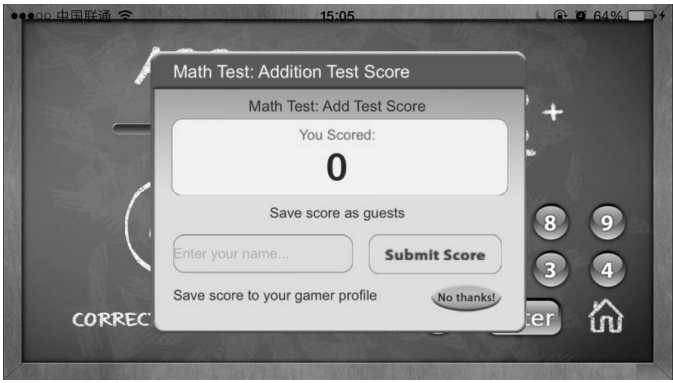 中国联通 15:05 64%
Math Test: Addition Test Score
Math Test: Add Test Score
You Scored:
0
+
Save score as guests
8 9
Enter your name... Submit Score
3 4
Save score to your gamer profile No thanks!
CORREC ter